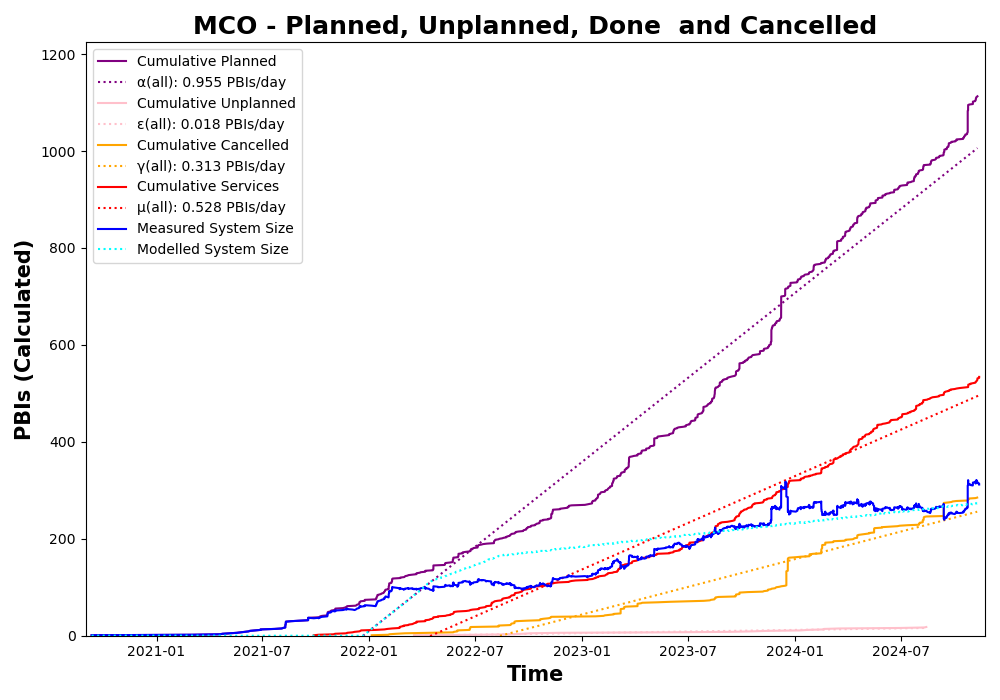 MCO - Planned, Unplanned, Done  and Cancelled
PBIs (Calculated)
1200
1000
800
600
400
200
0
Cumulative Planned
α(all): 0.955 PBIs/day
Cumulative Unplanned
ε(all): 0.018 PBIs/day
Cumulative Cancelled
γ(all): 0.313 PBIs/day
Cumulative Services
μ(all): 0.528 PBIs/day
Measured System Size
Modelled System Size
2021-01 2021-07 2022-01 2022-07 2023-01 2023-07 2024-01 2024-07
Time